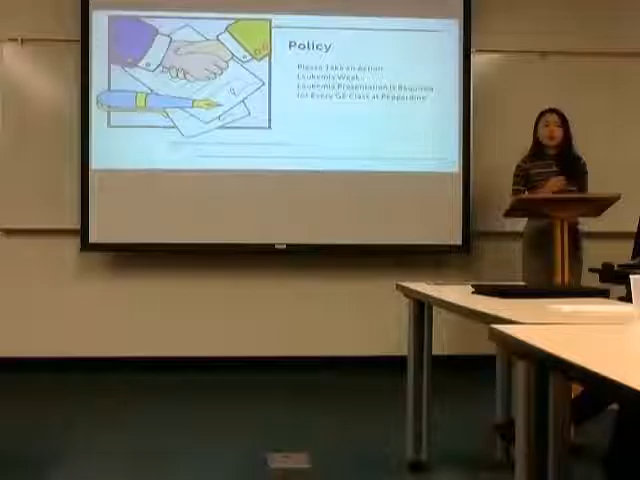 Policy
Please Take an Action
Leukemia Week
Leukemia Presentation is Required
for Every GE Class at Pepperdine